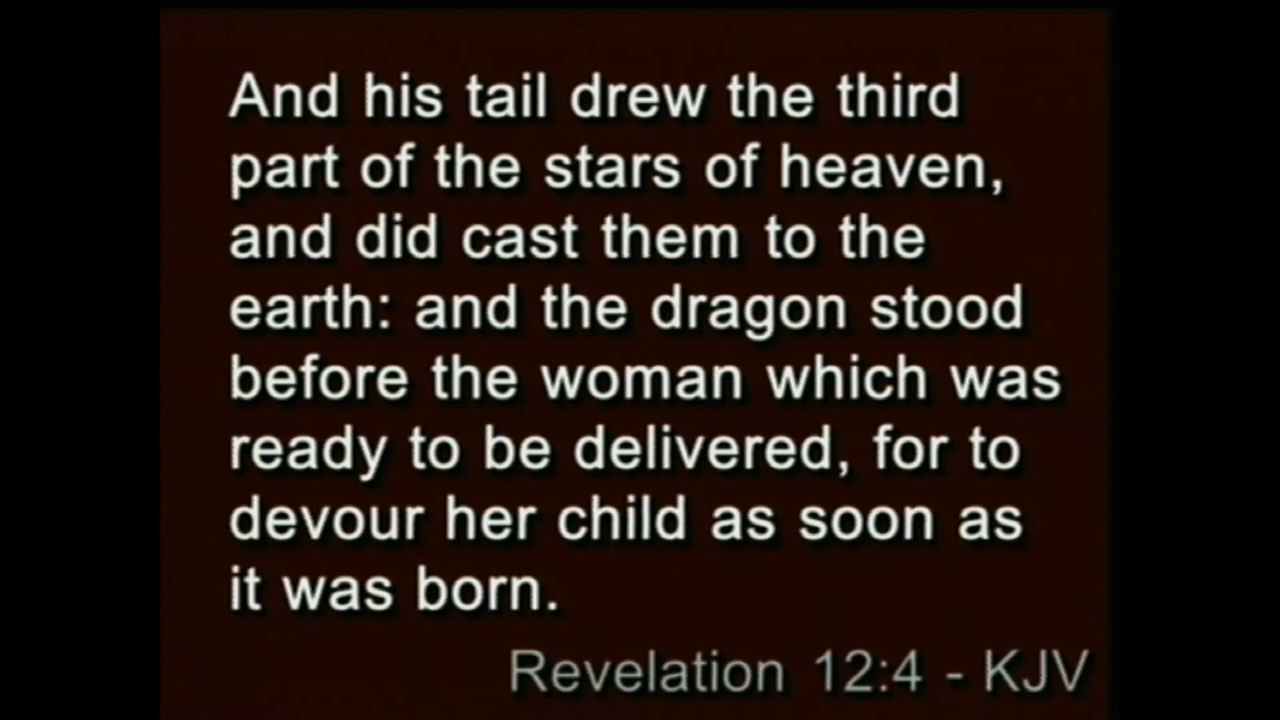 And his tail drew the third
part of the stars of heaven,
and did cast them to the
earth: and the dragon stood
before the woman which was
ready to be delivered, for to
devour her child as soon as
it was born.
Revelation 12:4 - KJV